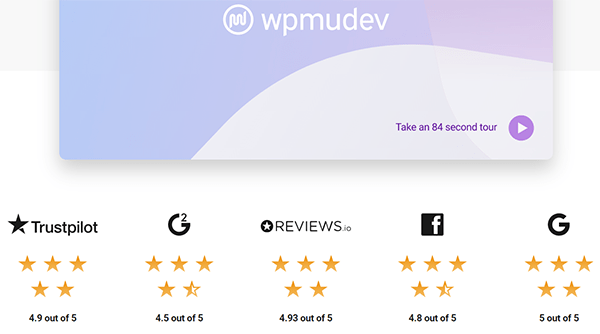 wpmudev
Take an 84 second tour
Trustpilot
G2
REVIEWS.io
f
G
4.9 out of 5
4.5 out of 5
4.93 out of 5
4.8 out of 5
5 out of 5